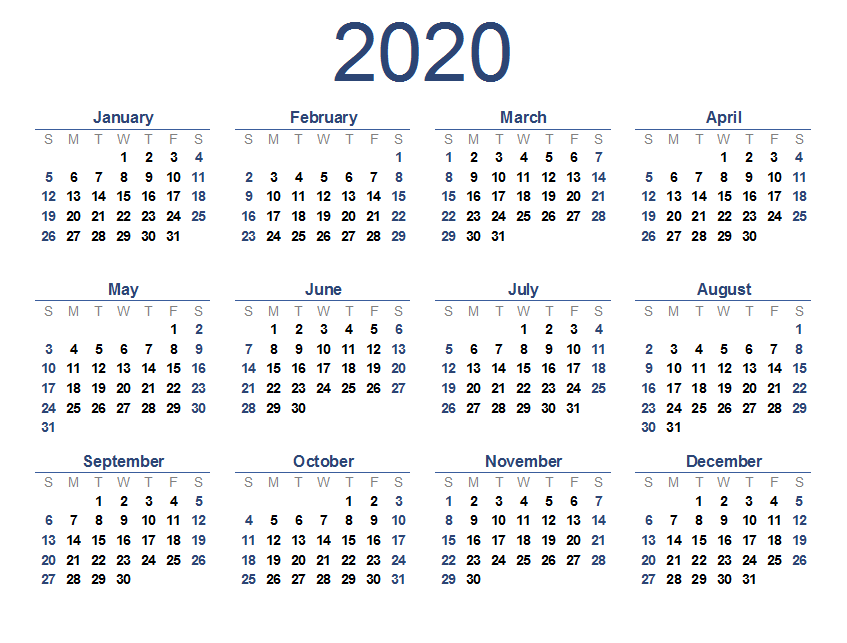 2020
January February March April
S M T W T F S S M T W T F S S M T W T F S S M T W T F S
1 2 3 4 1 1 2 3 4 5 6 7 1 2 3 4
5 6 7 8 9 10 11 2 3 4 5 6 7 8 8 9 10 11 12 13 14 5 6 7 8 9 10 11
12 13 14 15 16 17 18 9 10 11 12 13 14 15 15 16 17 18 19 20 21 12 13 14 15 16 17 18
19 20 21 22 23 24 25 16 17 18 19 20 21 22 22 23 24 25 26 27 28 19 20 21 22 23 24 25
26 27 28 29 30 31 23 24 25 26 27 28 29 29 30 31 26 27 28 29 30
May June July August
S M T W T F S S M T W T F S S M T W T F S S M T W T F S
1 2 1 2 3 4 5 6 1 2 3 4 1
3 4 5 6 7 8 9 7 8 9 10 11 12 13 5 6 7 8 9 10 11 2 3 4 5 6 7 8
10 11 12 13 14 15 16 14 15 16 17 18 19 20 12 13 14 15 16 17 18 9 10 11 12 13 14 15
17 18 19 20 21 22 23 21 22 23 24 25 26 27 19 20 21 22 23 24 25 16 17 18 19 20 21 22
24 25 26 27 28 29 30 28 29 30 26 27 28 29 30 31 23 24 25 26 27 28 29
31 30 31
September October November December
S M T W T F S S M T W T F S S M T W T F S S M T W T F S
1 2 3 4 5 1 2 3 1 2 3 4 5 6 7 1 2 3 4 5
6 7 8 9 10 11 12 4 5 6 7 8 9 10 8 9 10 11 12 13 14 6 7 8 9 10 11 12
13 14 15 16 17 18 19 11 12 13 14 15 16 17 15 16 17 18 19 20 21 13 14 15 16 17 18 19
20 21 22 23 24 25 26 18 19 20 21 22 23 24 22 23 24 25 26 27 28 20 21 22 23 24 25 26
27 28 29 30 25 26 27 28 29 30 31 29 30 27 28 29 30 31